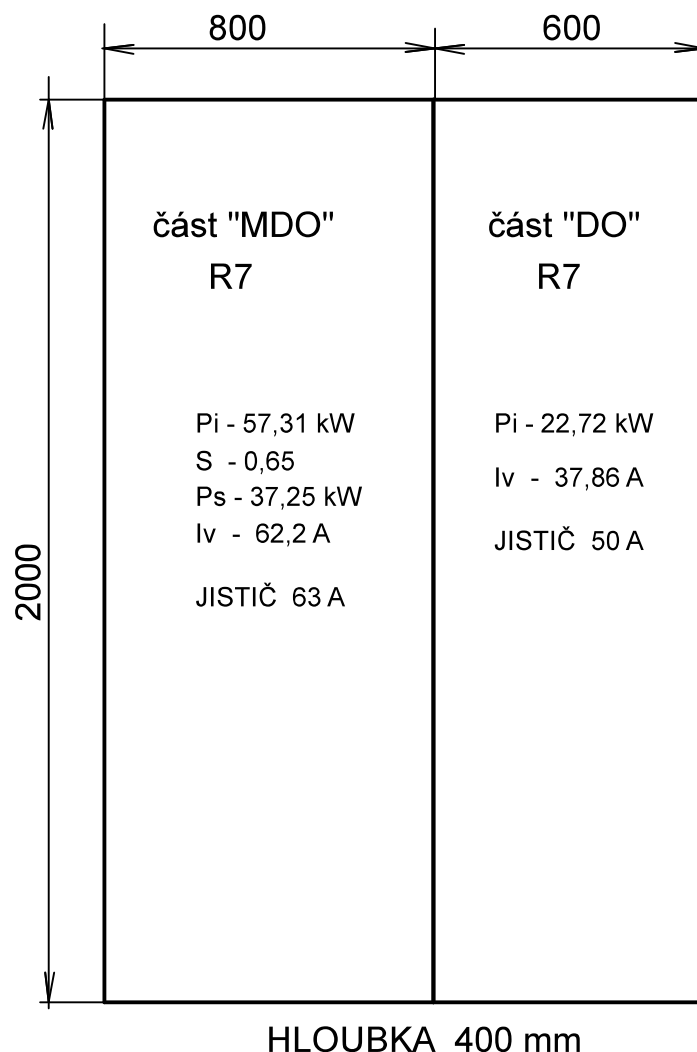 800
600
část "MDO"
R7
část "DO"
R7
Pi - 57,31 kW
S - 0,65
Ps - 37,25 kW
Iv - 62,2 A
JISTIČ 63 A
Pi - 22,72 kW
Iv - 37,86 A
JISTIČ 50 A
2000
HLOUBKA 400 mm